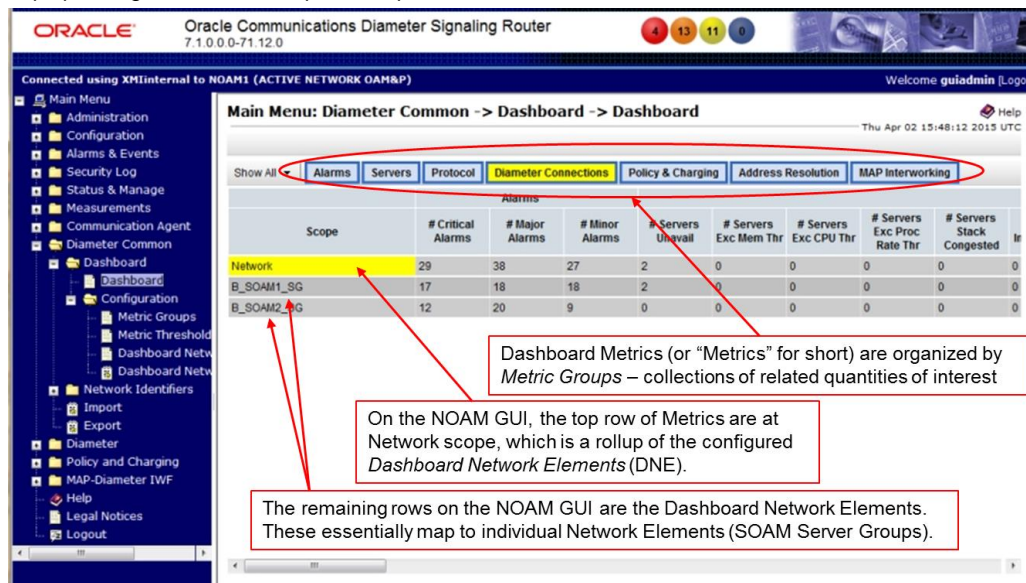 ORACLE
Oracle Communications Diameter Signaling Router
7.1.0.0.0-71.12.0
4 13 11 0
Connected using XMIinternal to NOAM1 (ACTIVE NETWORK OAM&P)
Welcome guiadmin [Logo
Main Menu
Administration
Configuration
Alarms & Events
Security Log
Status & Manage
Measurements
Communication Agent
Diameter Common
Dashboard
Dashboard
Configuration
Metric Groups
Metric Threshold
Dashboard Netw
Dashboard Netw
Network Identifiers
Import
Export
Diameter
Policy and Charging
MAP-Diameter IWF
Help
Legal Notices
Logout
Main Menu: Diameter Common -> Dashboard -> Dashboard
Help
Thu Apr 02 15:48:12 2015 UTC
Show All Alarms Servers Protocol Diameter Connections Policy & Charging Address Resolution MAP Interworking
Alarms
Scope # Critical Alarms # Major Alarms # Minor Alarms # Servers Unavail # Servers Exc Mem Thr # Servers Exc CPU Thr # Servers Exc Proc Rate Thr # Servers Stack Congested
Network 29 38 27 2 0 0 0 0 0
B_SOAM1_SG 17 18 18 2 0 0 0 0 0
B_SOAM2_SG 12 20 9 0 0 0 0 0 0
Dashboard Metrics (or “Metrics” for short) are organized by
Metric Groups – collections of related quantities of interest
On the NOAM GUI, the top row of Metrics are at
Network scope, which is a rollup of the configured
Dashboard Network Elements (DNE).
The remaining rows on the NOAM GUI are the Dashboard Network Elements.
These essentially map to individual Network Elements (SOAM Server Groups).